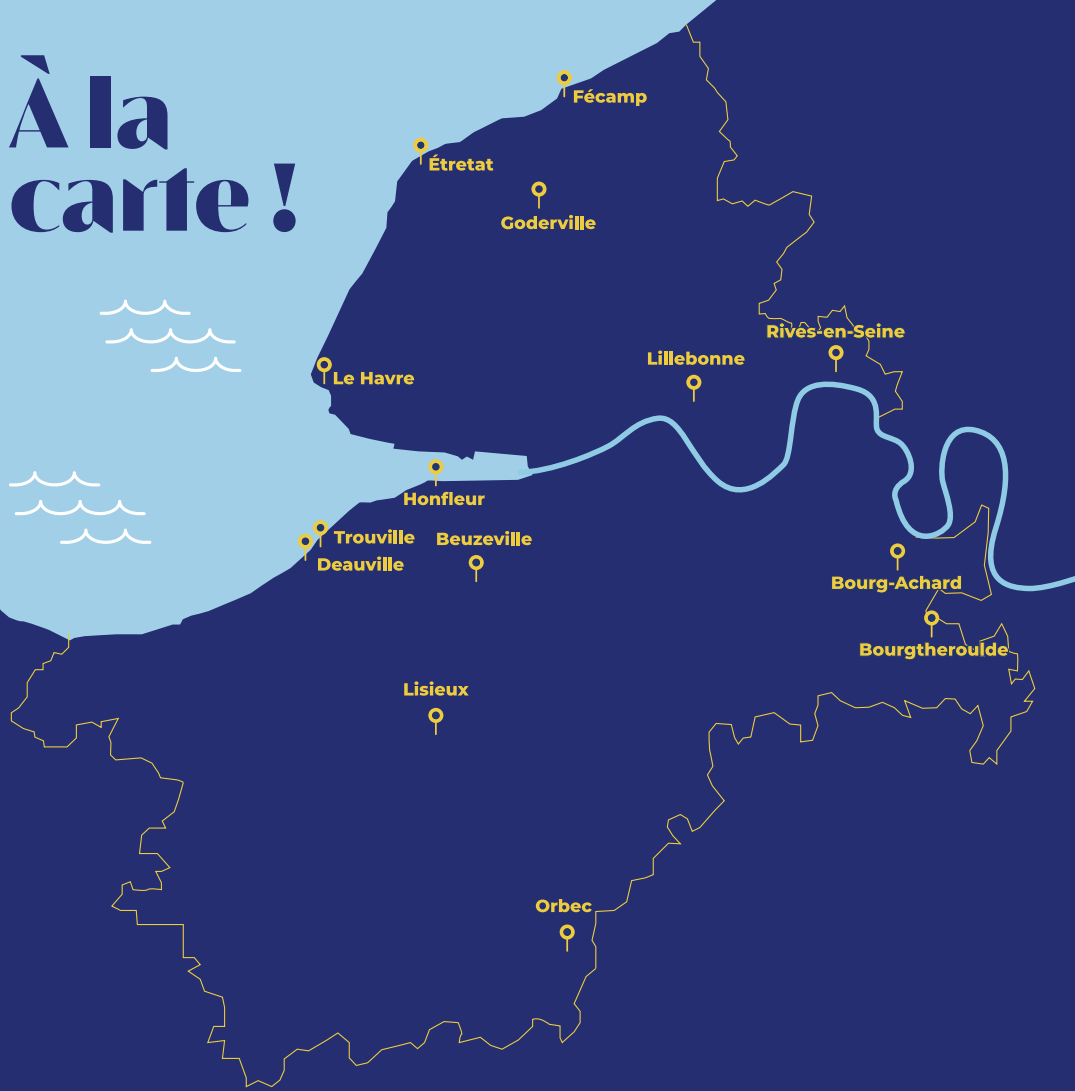 À la
carte !
Fécamp
Étretat
Goderville
Rives-en-Seine
Lillebonne
Le Havre
Honfleur
Trouville
Beuzeville
Deauville
Bourg-Achard
Bourgtheroulde
Lisieux
Orbec